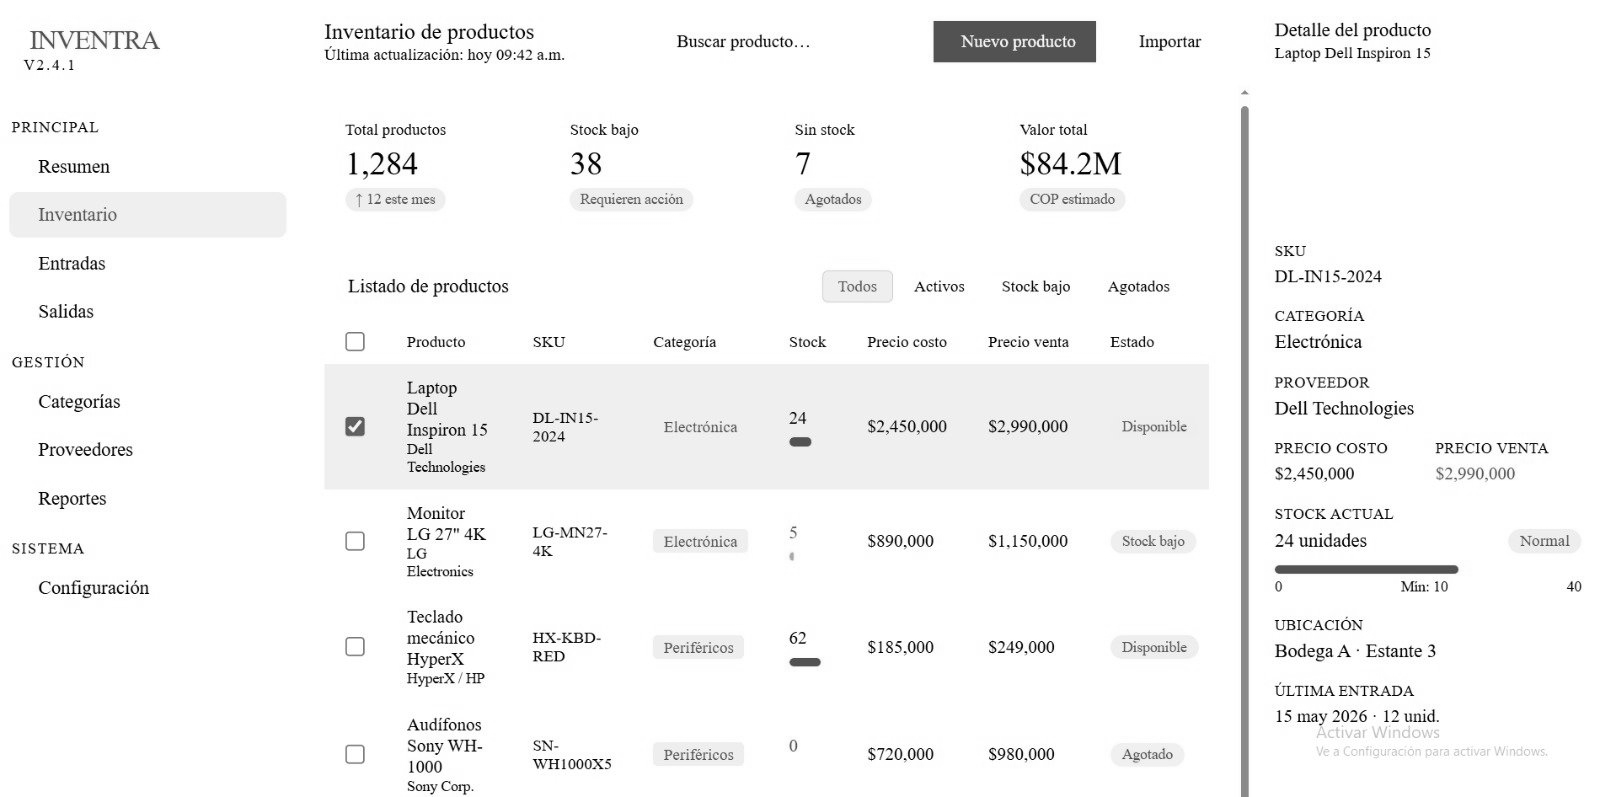 INVENTRA
V2.4.1
PRINCIPAL
Resumen
Inventario
Entradas
Salidas
GESTIÓN
Categorías
Proveedores
Reportes
SISTEMA
Configuración
Inventario de productos
Última actualización: hoy 09:42 a.m.
Buscar producto…
Nuevo producto
Importar
Total productos
1,284
↑ 12 este mes
Stock bajo
38
Requieren acción
Sin stock
7
Agotados
Valor total
$84.2M
COP estimado
Listado de productos
Todos
Activos
Stock bajo
Agotados
Producto
SKU
Categoría
Stock
Precio costo
Precio venta
Estado
Laptop
Dell
Inspiron 15
Dell
Technologies
DL-IN15-
2024
Electrónica
24
$2,450,000
$2,990,000
Disponible
Monitor
LG 27" 4K
LG
Electronics
LG-MN27-
4K
Electrónica
5
$890,000
$1,150,000
Stock bajo
Teclado
mecánico
HyperX
HyperX / HP
HX-KBD-
RED
Periféricos
62
$185,000
$249,000
Disponible
Audífonos
Sony WH-
1000
Sony Corp.
SN-
WH1000X5
Periféricos
0
$720,000
$980,000
Agotado
Detalle del producto
Laptop Dell Inspiron 15
SKU
DL-IN15-2024
CATEGORÍA
Electrónica
PROVEEDOR
Dell Technologies
PRECIO COSTO
$2,450,000
PRECIO VENTA
$2,990,000
STOCK ACTUAL
24 unidades
Normal
0
Min: 10
40
UBICACIÓN
Bodega A · Estante 3
ÚLTIMA ENTRADA
15 may 2026 · 12 unid.
Activar Windows
Ve a Configuración para activar Windows.